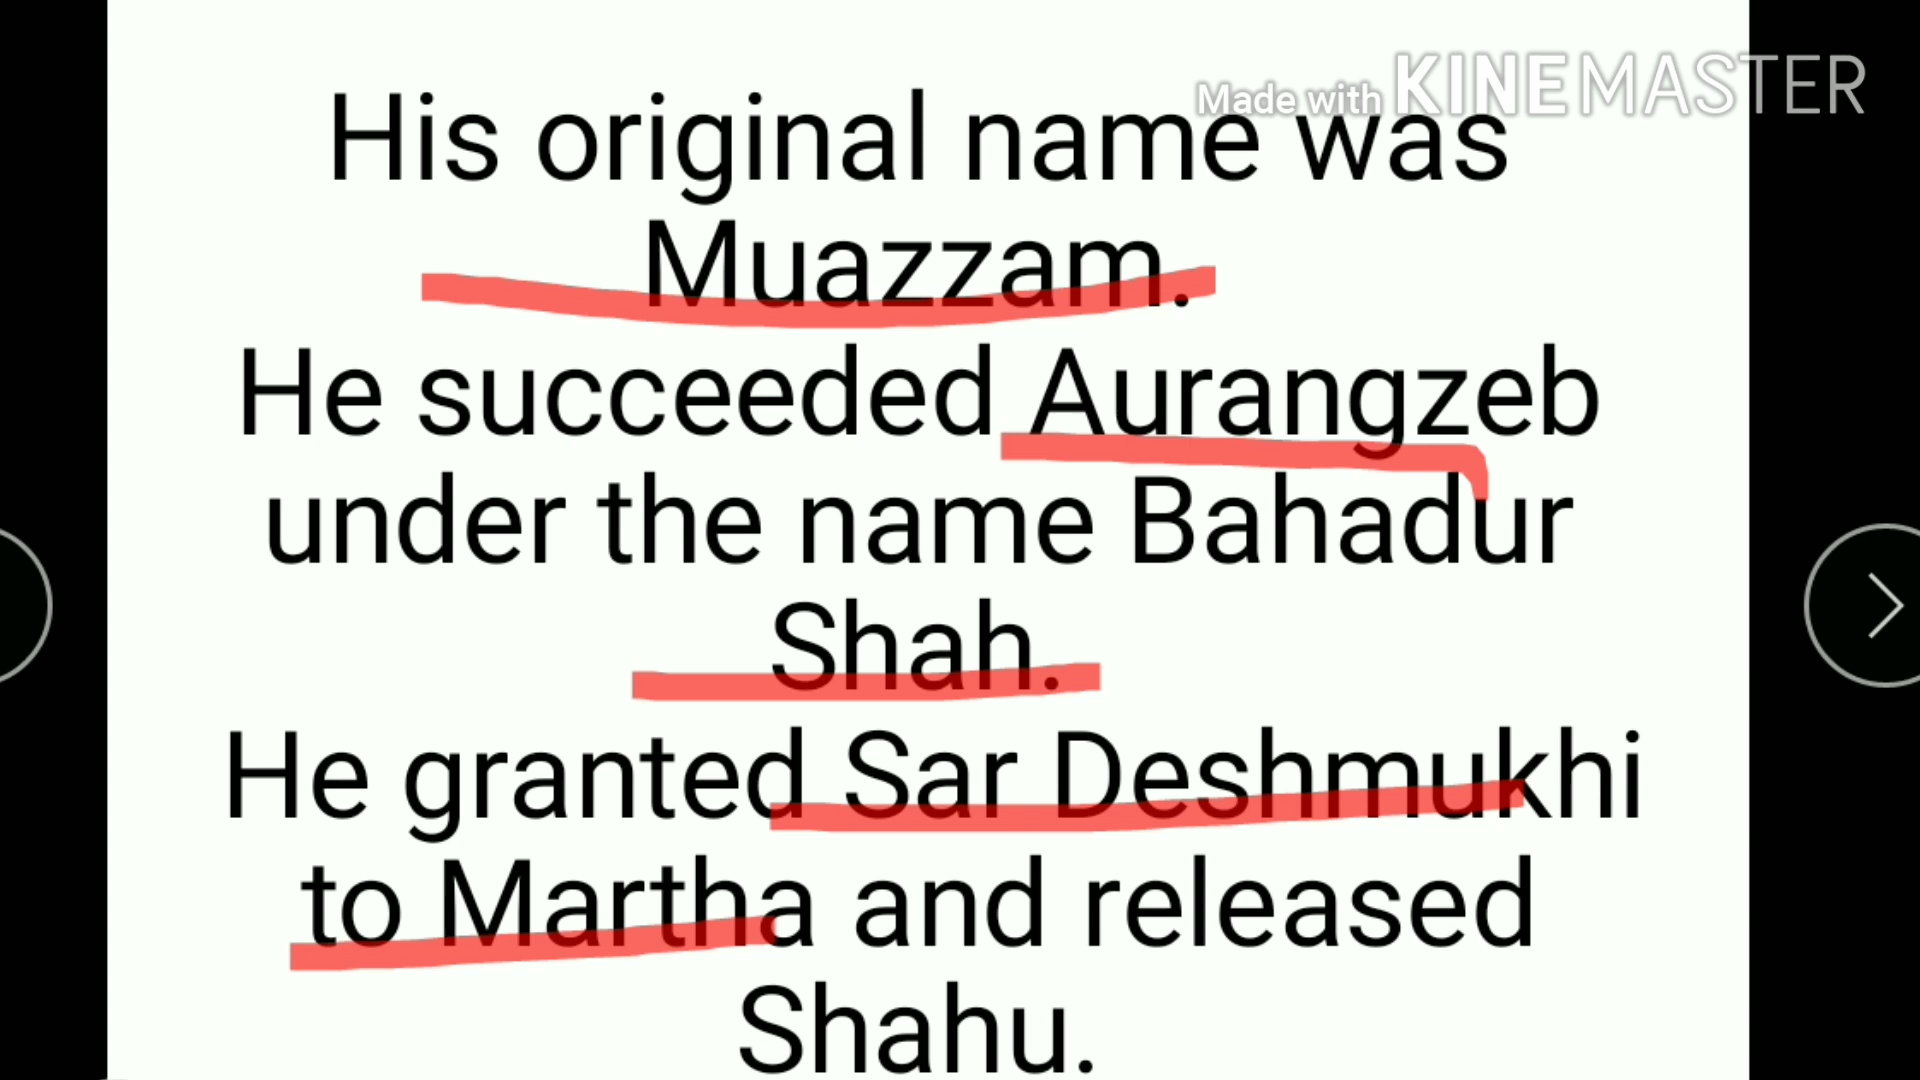 Made with KINEMASTER
His original name was
Muazzam.
He succeeded Aurangzeb
under the name Bahadur
Shah.
He granted Sar Deshmukhi
to Martha and released
Shahu.